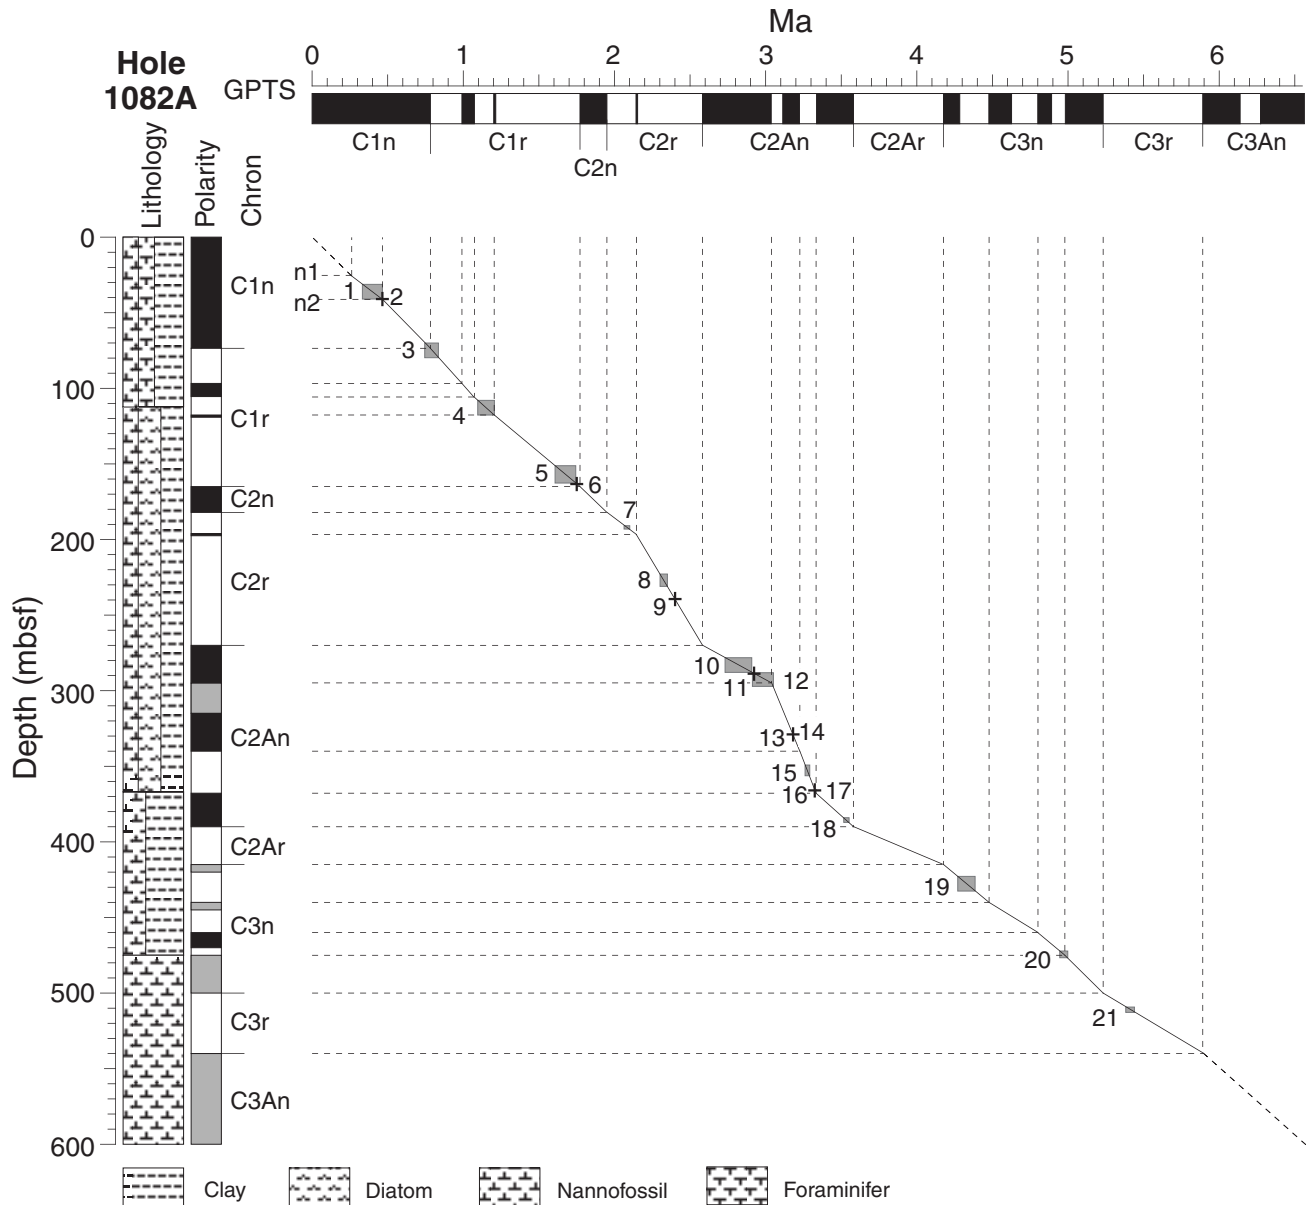 Ma
Hole
1082A
0 1 2 3 4 5 6
GPTS
C1n C1r C2n C2r C2An C2Ar C3n C3r C3An
Lithology
Polarity
Chron
Depth (mbsf)
0
100
200
300
400
500
600
C1n
C1r
C2n
C2r
C2An
C2Ar
C3n
C3r
C3An
n1
n2
1
2
3
4
5
6
7
8
9
10
11
12
13
14
15
16
17
18
19
20
21
Clay Diatom Nannofossil Foraminifer